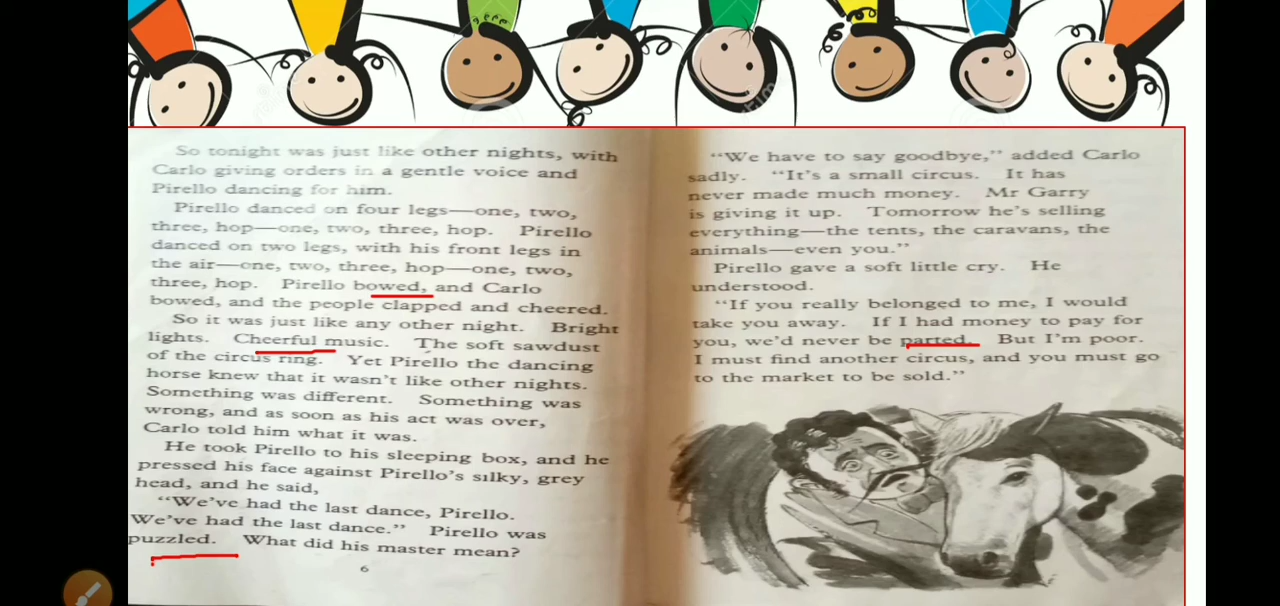 So tonight was just like other nights, with
Carlo giving orders in a gentle voice and
Pirello dancing for him.
Pirello danced on four legs—one, two,
three, hop—one, two, three, hop. Pirello
danced on two legs, with his front legs in
the air—one, two, three, hop—one, two,
three, hop. Pirello bowed, and Carlo
bowed, and the people clapped and cheered.
So it was just like any other night. Bright
lights. Cheerful music. The soft sawdust
of the circus ring. Yet Pirello the dancing
horse knew that it wasn't like other nights.
Something was different. Something was
wrong, and as soon as his act was over,
Carlo told him what it was.
He took Pirello to his sleeping box, and he
pressed his face against Pirello's silky, grey
head, and he said,
“We've had the last dance, Pirello.
We've had the last dance.” Pirello was
puzzled. What did his master mean?
6
“We have to say goodbye,” added Carlo
sadly. “It's a small circus. It has
never made much money. Mr Garry
is giving it up. Tomorrow he's selling
everything—the tents, the caravans, the
animals—even you.”
Pirello gave a soft little cry. He
understood.
“If you really belonged to me, I would
take you away. If I had money to pay for
you, we'd never be parted. But I'm poor.
I must find another circus, and you must go
to the market to be sold.”